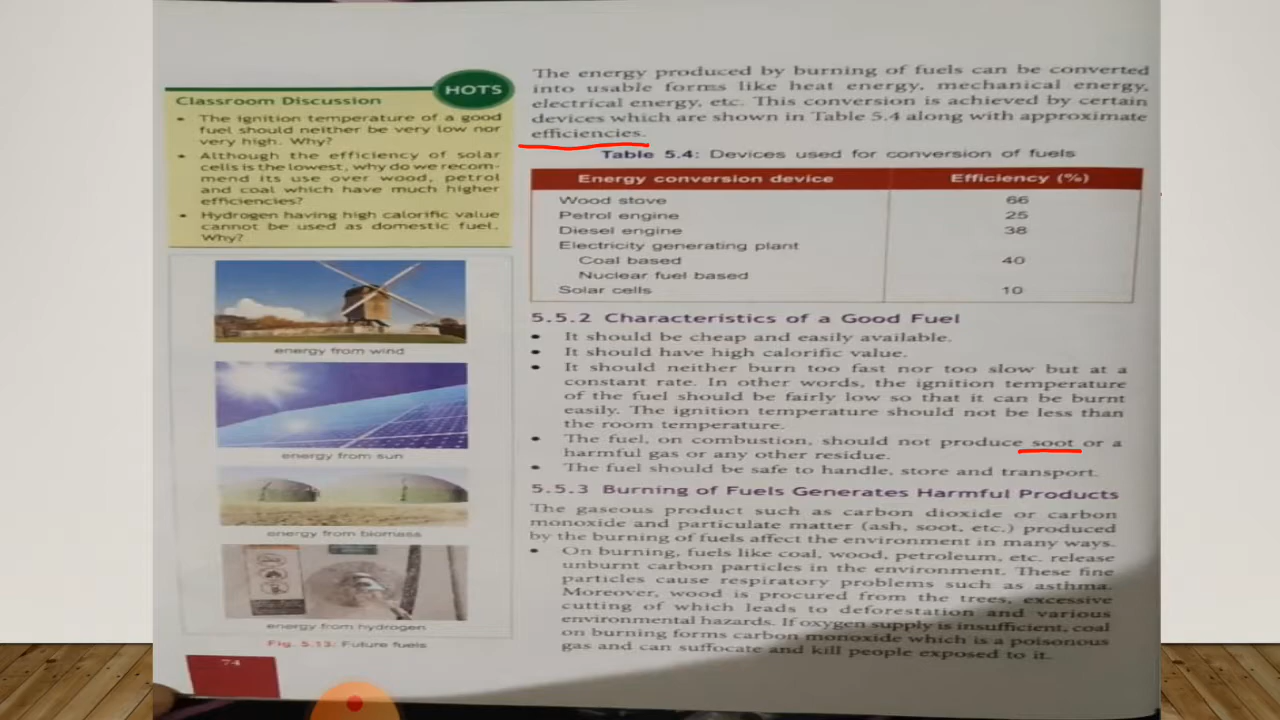 HOTS
Classroom Discussion
• The ignition temperature of a good
fuel should neither be very low nor
very high. Why?
• Although the efficiency of solar
cells is the lowest, why do we recom-
mend its use over wood, petrol
and coal which have much higher
efficiencies?
• Hydrogen having high calorific value
cannot be used as domestic fuel.
Why?
energy from wind
energy from sun
energy from biomass
energy from hydrogen
Fig. 5.13: Future fuels
74
The energy produced by burning of fuels can be converted
into usable forms like heat energy, mechanical energy,
electrical energy, etc. This conversion is achieved by certain
devices which are shown in Table 5.4 along with approximate
efficiencies.
Table 5.4: Devices used for conversion of fuels
Energy conversion device Efficiency (%)
Wood stove 66
Petrol engine 25
Diesel engine 38
Electricity generating plant
Coal based 40
Nuclear fuel based
Solar cells 10
5.5.2 Characteristics of a Good Fuel
• It should be cheap and easily available.
• It should have high calorific value.
• It should neither burn too fast nor too slow but at a
constant rate. In other words, the ignition temperature
of the fuel should be fairly low so that it can be burnt
easily. The ignition temperature should not be less than
the room temperature.
• The fuel, on combustion, should not produce soot or a
harmful gas or any other residue.
• The fuel should be safe to handle, store and transport.
5.5.3 Burning of Fuels Generates Harmful Products
The gaseous product such as carbon dioxide or carbon
monoxide and particulate matter (ash, soot, etc.) produced
by the burning of fuels affect the environment in many ways.
• On burning, fuels like coal, wood, petroleum, etc. release
unburnt carbon particles in the environment. These fine
particles cause respiratory problems such as asthma.
Moreover, wood is procured from the trees, excessive
cutting of which leads to deforestation and various
environmental hazards. If oxygen supply is insufficient, coal
on burning forms carbon monoxide which is a poisonous
gas and can suffocate and kill people exposed to it.